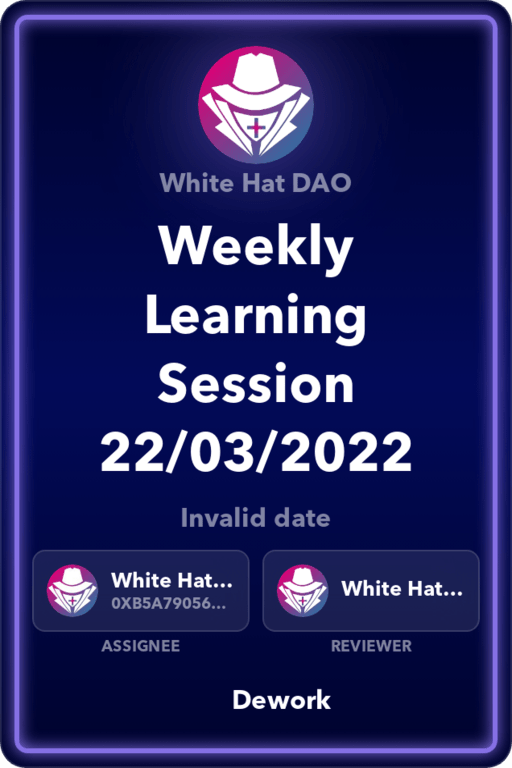 White Hat DAO
Weekly
Learning
Session
22/03/2022
Invalid date
White Hat...
0XB5A79056...
ASSIGNEE
White Hat...
REVIEWER
Dework